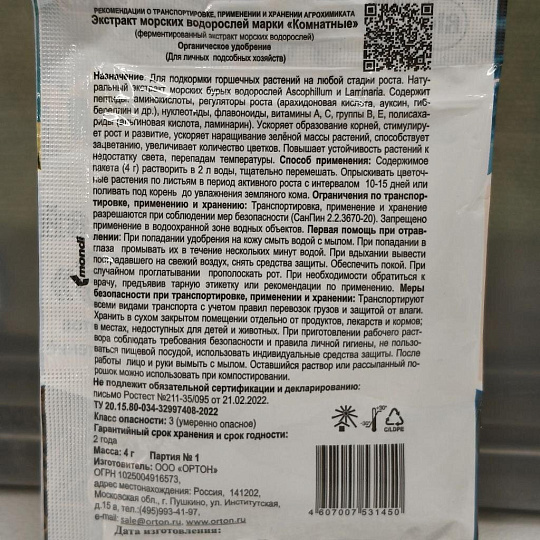 РЕКОМЕНДАЦИИ О ТРАНСПОРТИРОВКЕ, ПРИМЕНЕНИИ И ХРАНЕНИИ АГРОХИМИКАТА
Экстракт морских водорослей марки «Комнатные»
(ферментированный экстракт морских водорослей)
Органическое удобрение
(Для личных подсобных хозяйств)
Назначение. Для подкормки горшечных растений на любой стадии роста. Нату-
ральный экстракт морских бурых водорослей Ascophillum и Laminaria. Содержит
пептиды, аминокислоты, регуляторы роста (арахидоновая кислота, ауксин, гиб-
береллин и др.), нуклеотиды, флавоноиды, витамины А, С, группы В, Е, полисаха-
риды (альгиновая кислота, ламинарин). Ускоряет образование корней, стимулиру-
ет рост и развитие, ускоряет наращивание зелёной массы растений, способствует
зацветанию, увеличивает количество цветков. Повышает устойчивость растений к
недостатку света, перепадам температуры. Способ применения: Содержимое
пакета (4 г) растворить в 2 л воды, тщательно перемешать. Опрыскивать цветоч-
ные растения по листьям в период активного роста с интервалом 10-15 дней или
поливать под корень до увлажнения земляного кома. Ограничения по транспор-
тировке, применению и хранению: Транспортировка, применение и хранение
разрешаются при соблюдении мер безопасности (СанПин 2.2.3670-20). Запрещено
применение в водоохранной зоне водных объектов. Первая помощь при отрав-
лении: При попадании удобрения на кожу смыть водой с мылом. При попадании в
глаза промывать их в течение нескольких минут водой. При вдыхании вывести
пострадавшего на свежий воздух, снять средства защиты. Обеспечить покой. При
случайном проглатывании прополоскать рот. При необходимости обратиться к
врачу, предъявив тарную этикетку или рекомендации по применению. Меры
безопасности при транспортировке, применении и хранении: Транспортируют
всеми видами транспорта с учетом правил перевозок грузов и защитой от влаги.
Хранить в сухом закрытом помещении отдельно от продуктов, лекарств и кормов;
в местах, недоступных для детей и животных. При приготовлении рабочего раст-
вора соблюдать требования безопасности и правила личной гигиены, не пользо-
ваться пищевой посудой, использовать индивидуальные средства защиты. После
работы лицо и руки вымыть с мылом. Оставшийся раствор или рассыпанный по-
рошок можно использовать при компостировании.
Не подлежит обязательной сертификации и декларированию:
письмо Ростест №211-35/095 от 21.02.2022.
ТУ 20.15.80-034-32997408-2022
Класс опасности: 3 (умеренно опасное)
Гарантийный срок хранения и срок годности:
2 года
Масса: 4 г Партия № 1
Изготовитель: ООО «ОРТОН»
ОГРН 1025004916573,
адрес местонахождения: Россия, 141202,
Московская обл., г. Пушкино, ул. Институтская,
д.15 а, тел.:(495)993-41-97,
e-mail: sale@orton.ru, www.orton.ru
Дата изготовления:
mondi
C/LDPE
4 607007 531450